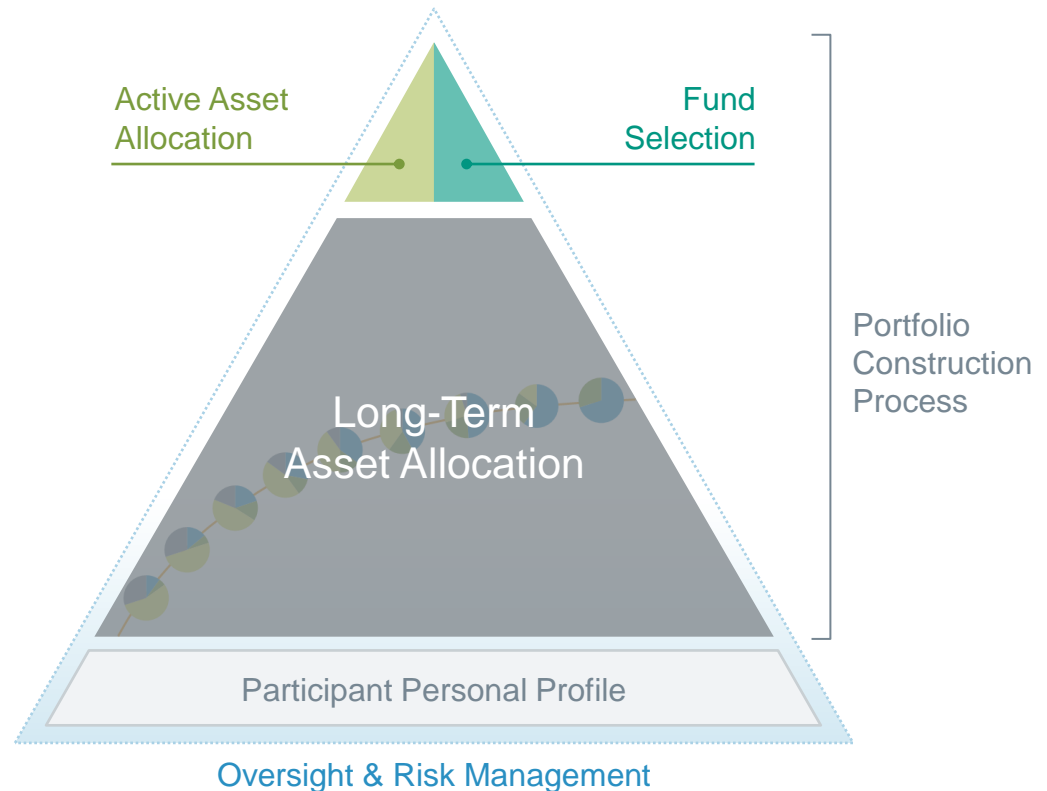 Active Asset
Allocation
Fund
Selection
Long-Term
Asset Allocation
Portfolio
Construction
Process
Participant Personal Profile
Oversight & Risk Management